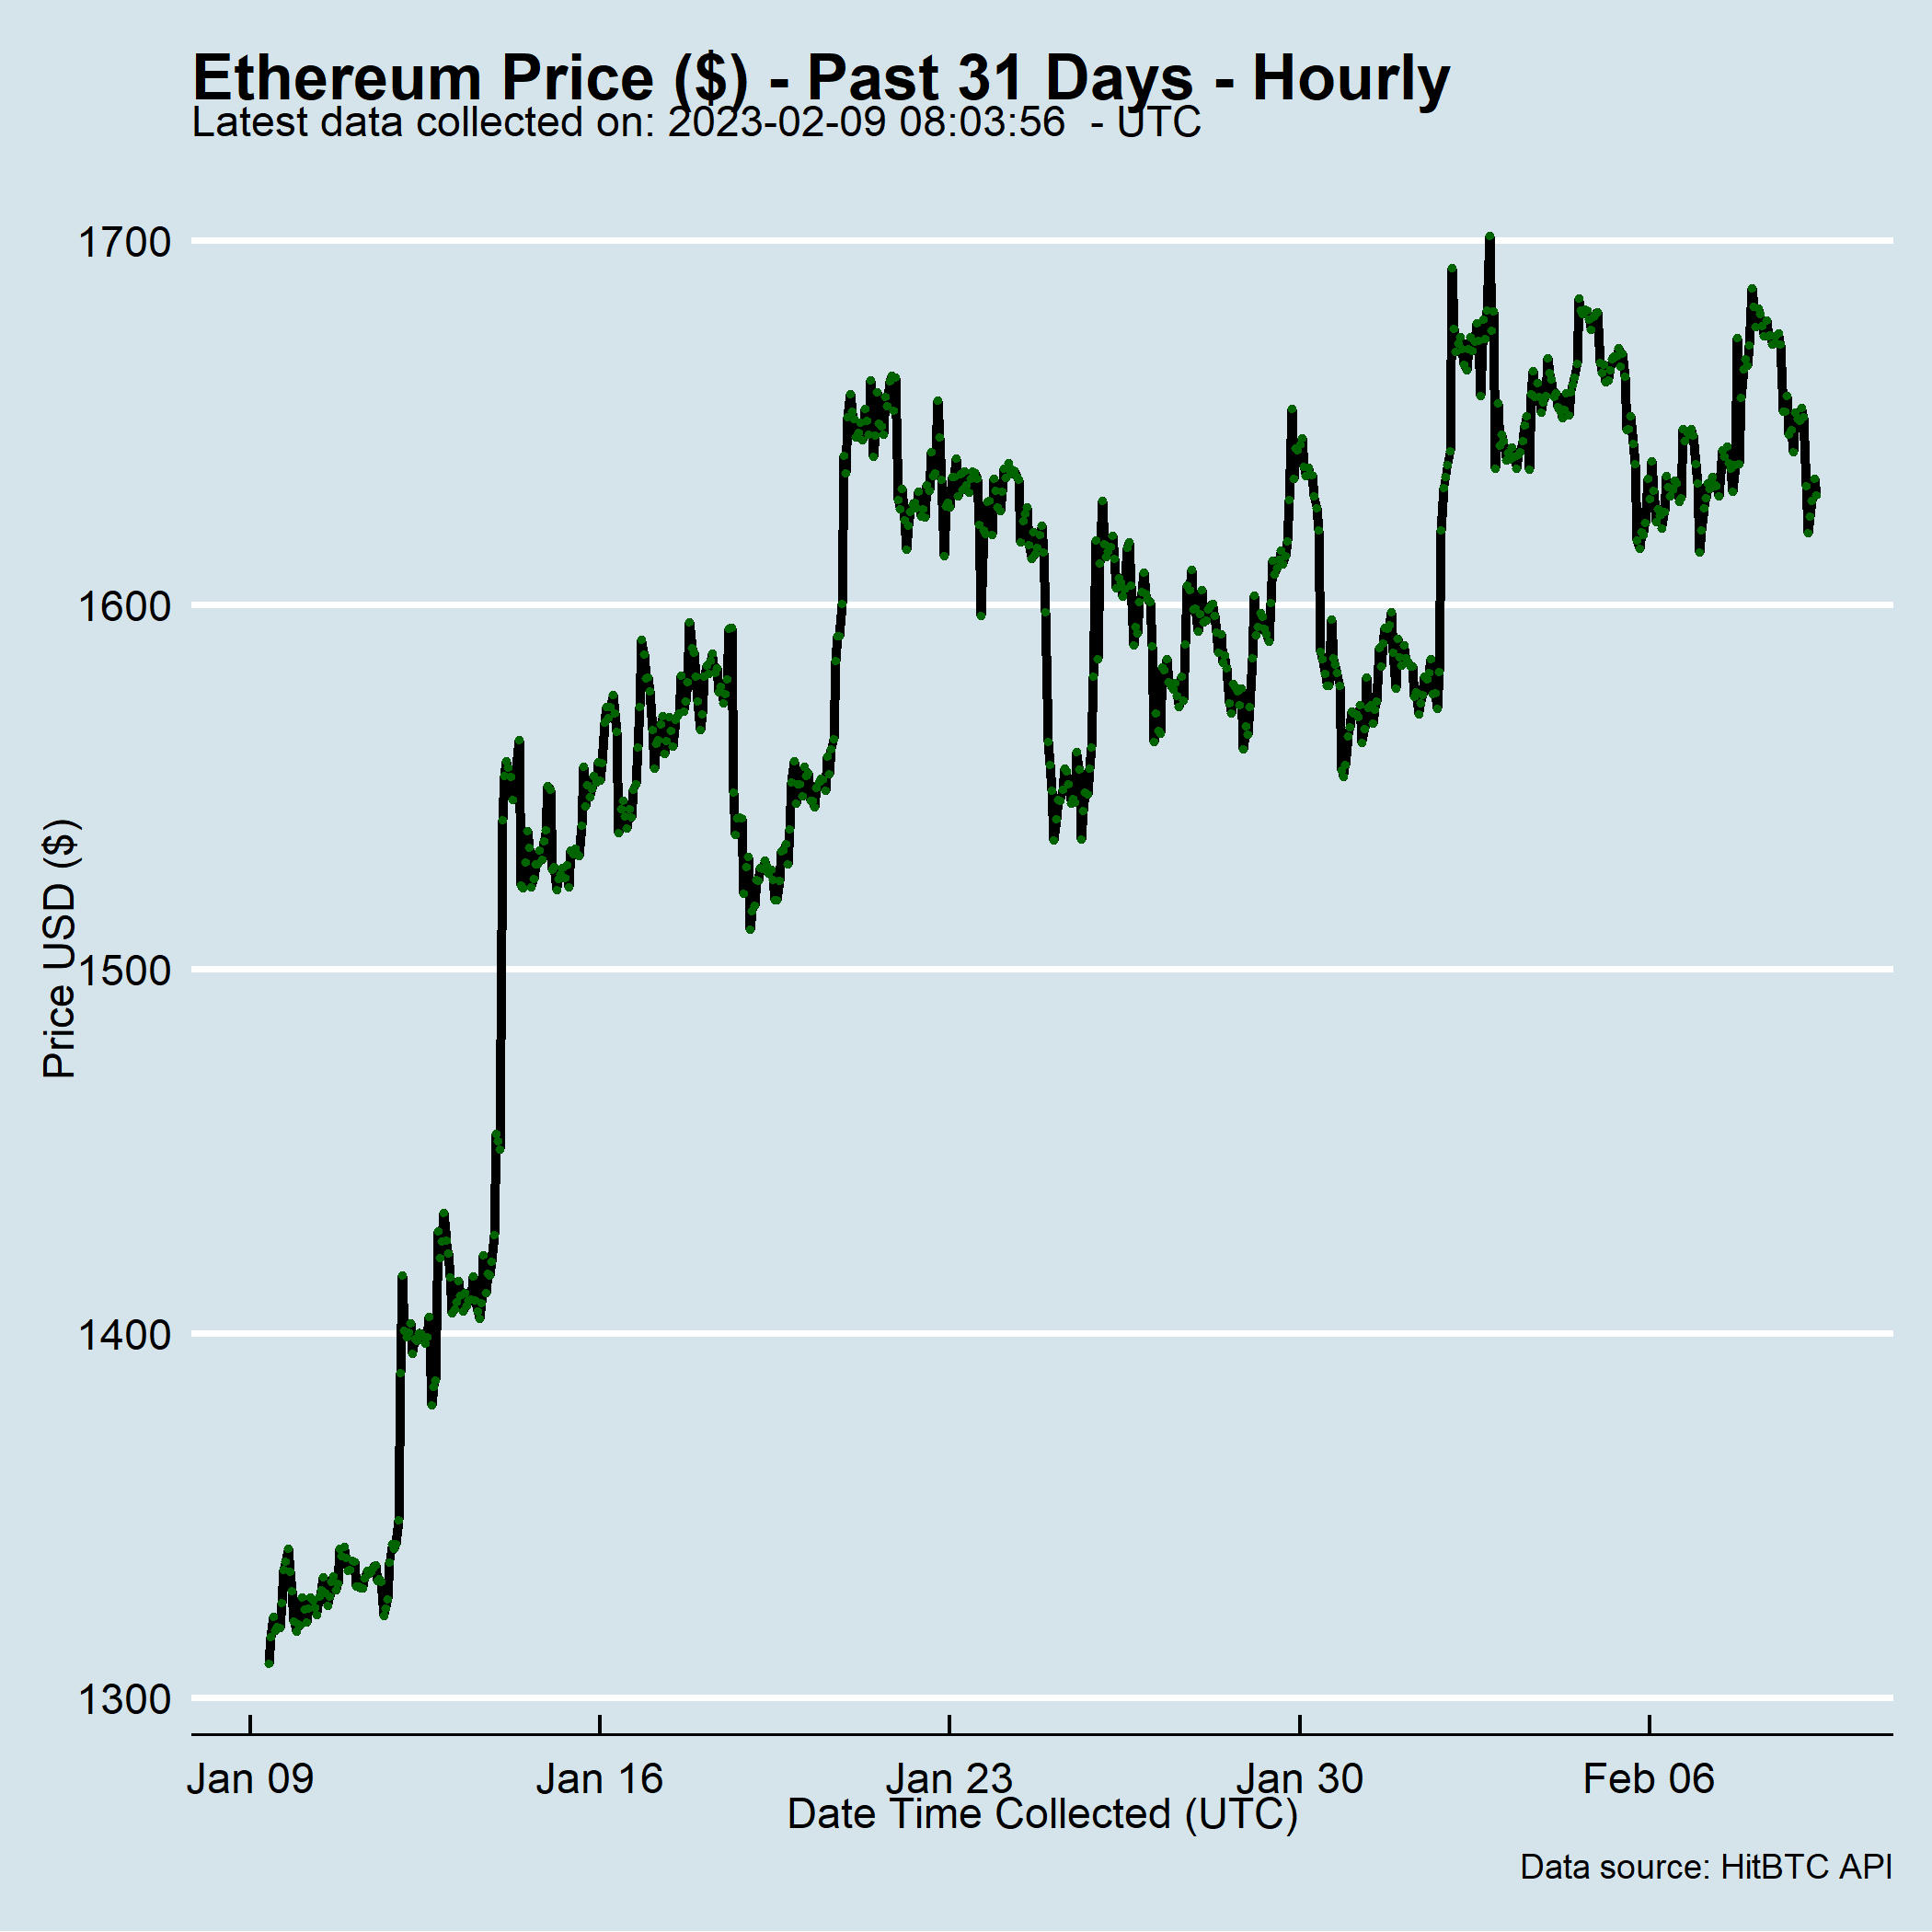 Ethereum Price ($) - Past 31 Days - Hourly
Latest data collected on: 2023-02-09 08:03:56  - UTC
1700
1600
1500
1400
1300
Price USD ($)
Jan 09
Jan 16
Jan 23
Jan 30
Feb 06
Date Time Collected (UTC)
Data source: HitBTC API